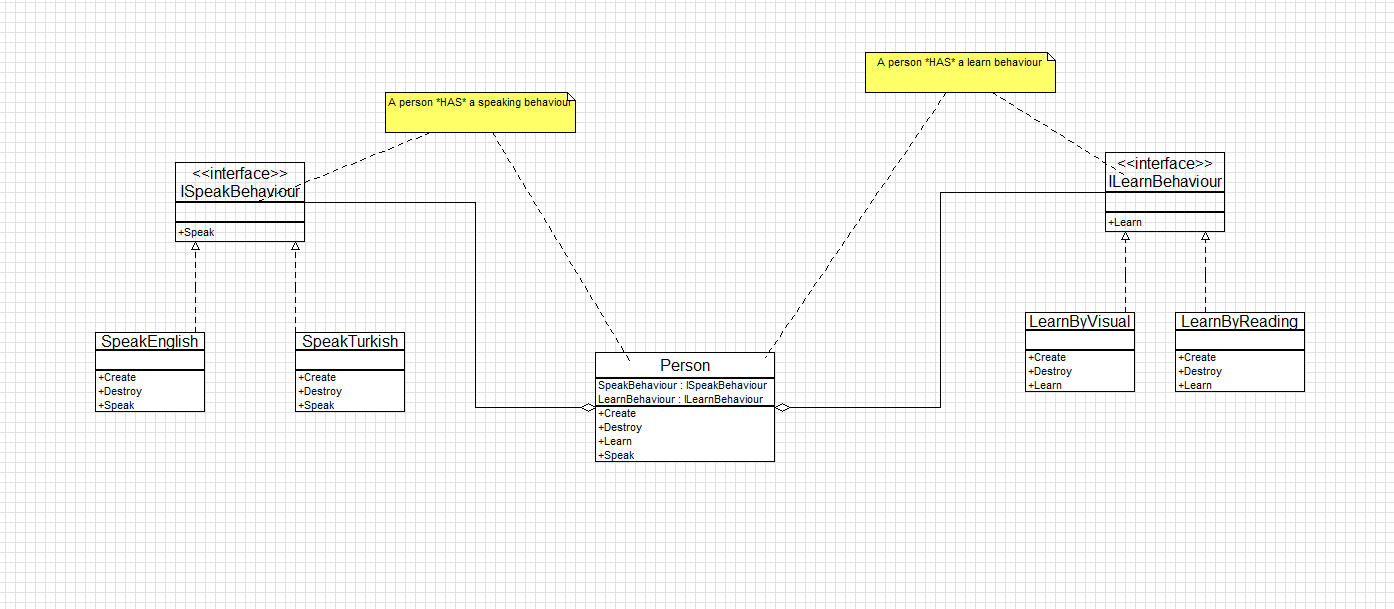 A person *HAS* a learn behaviour
A person *HAS* a speaking behaviour
<<interface>>
ISpeakBehaviour
+Speak
<<interface>>
ILearnBehaviour
+Learn
SpeakEnglish
+Create
+Destroy
+Speak
SpeakTurkish
+Create
+Destroy
+Speak
Person
SpeakBehaviour : ISpeakBehaviour
LearnBehaviour : ILearnBehaviour
+Create
+Destroy
+Learn
+Speak
LearnByVisual
+Create
+Destroy
+Learn
LearnByReading
+Create
+Destroy
+Learn